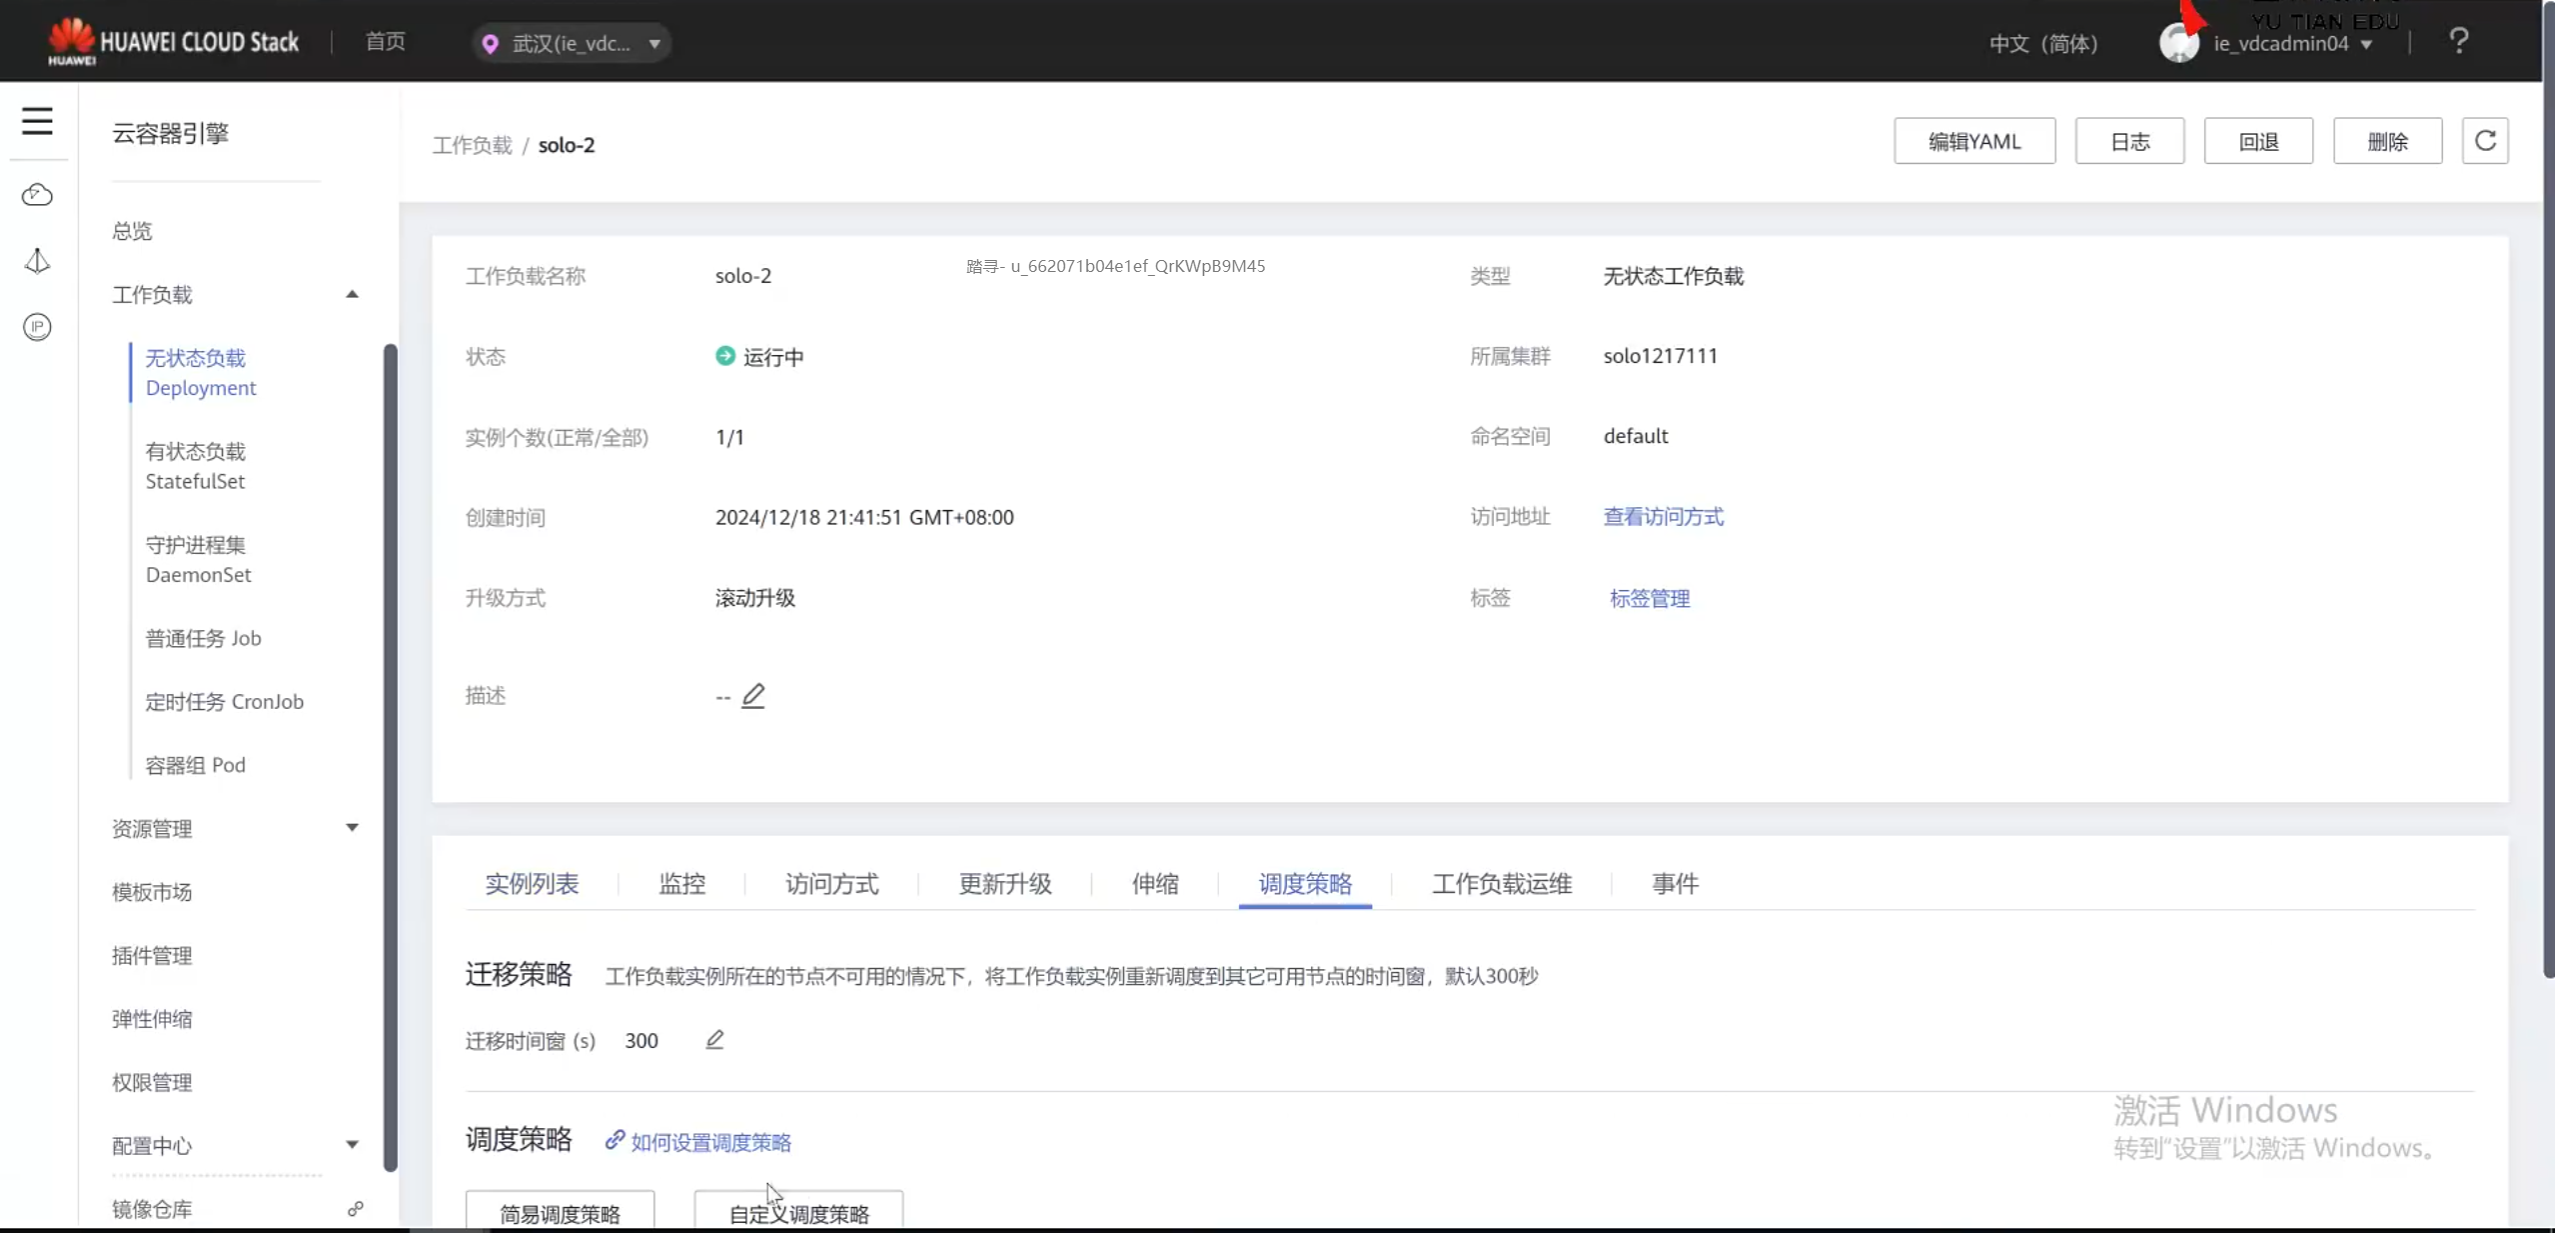 YU TIAN EDU
HUAWEI
HUAWEI CLOUD Stack
首页
武汉(ie_vdc...
中文（简体）
ie_vdcadmin04
?
云容器引擎
总览
工作负载
无状态负载
Deployment
有状态负载
StatefulSet
守护进程集
DaemonSet
普通任务 Job
定时任务 CronJob
容器组 Pod
资源管理
模板市场
插件管理
弹性伸缩
权限管理
配置中心
镜像仓库
工作负载 / solo-2
编辑YAML
日志
回退
删除
工作负载名称 solo-2
踏寻- u_662071b04e1ef_QrKWpB9M45
类型 无状态工作负载
状态 运行中
所属集群 solo1217111
实例个数(正常/全部) 1/1
命名空间 default
创建时间 2024/12/18 21:41:51 GMT+08:00
访问地址 查看访问方式
升级方式 滚动升级
标签 标签管理
描述 --
实例列表 监控 访问方式 更新升级 伸缩 调度策略 工作负载运维 事件
迁移策略 工作负载实例所在的节点不可用的情况下，将工作负载实例重新调度到其它可用节点的时间窗，默认300秒
迁移时间窗 (s) 300
调度策略 如何设置调度策略
简易调度策略 自定义调度策略
激活 Windows
转到“设置”以激活 Windows。
IP